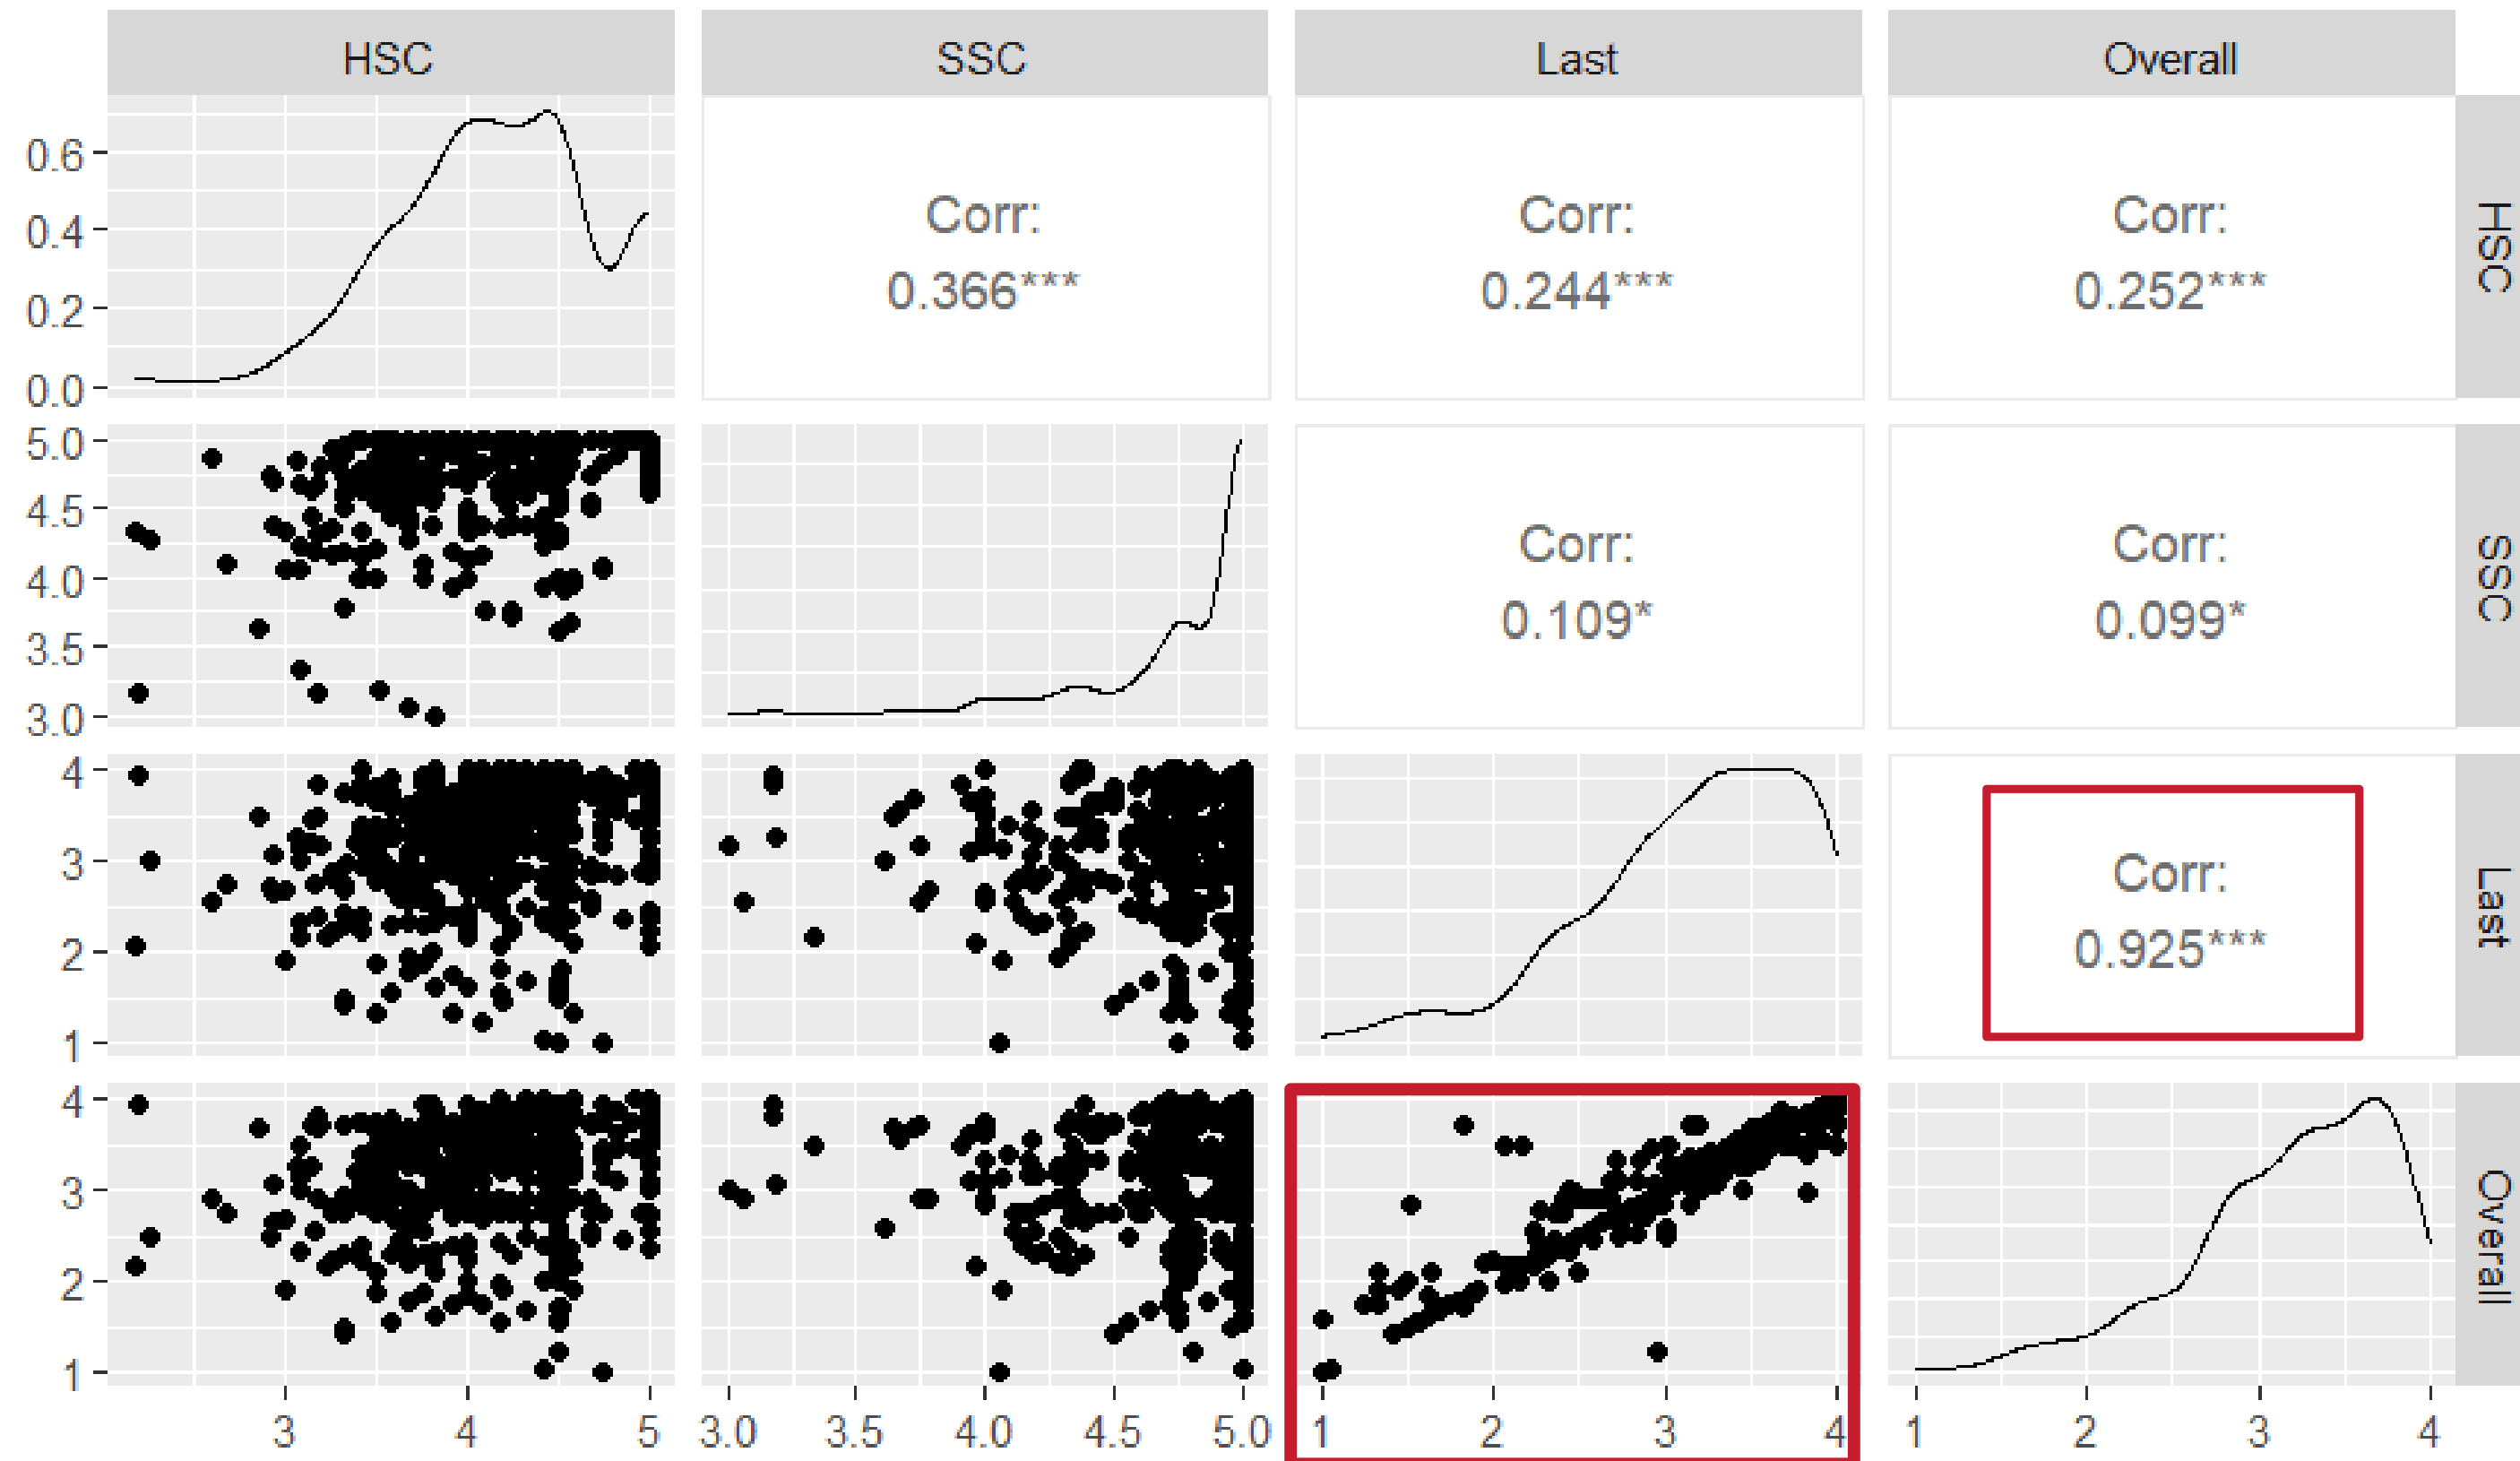 HSC SSC Last Overall
0.6
0.4
0.2
0.0
Corr:
0.366***
Corr:
0.244***
Corr:
0.252***
HSC
5.0
4.5
4.0
3.5
3.0
Corr:
0.109*
Corr:
0.099*
SSC
4
3
2
1
Corr:
0.925***
Last
4
3
2
1
Overall
3 4 5 3.0 3.5 4.0 4.5 5.0 1 2 3 4 1 2 3 4